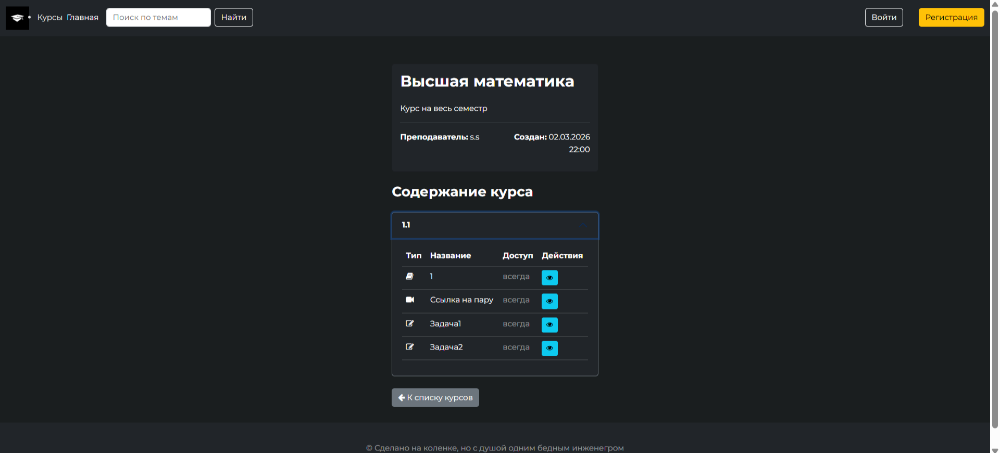 Курсы Главная Поиск по темам Найти Войти Регистрация
Высшая математика
Курс на весь семестр
Преподаватель: s.s Создан: 02.03.2026
22:00
Содержание курса
1.1
Тип Название Доступ Действия
1 всегда
Ссылка на пару всегда
Задача1 всегда
Задача2 всегда
К списку курсов
© Сделано на коленке, но с душой одним бедным инженегром